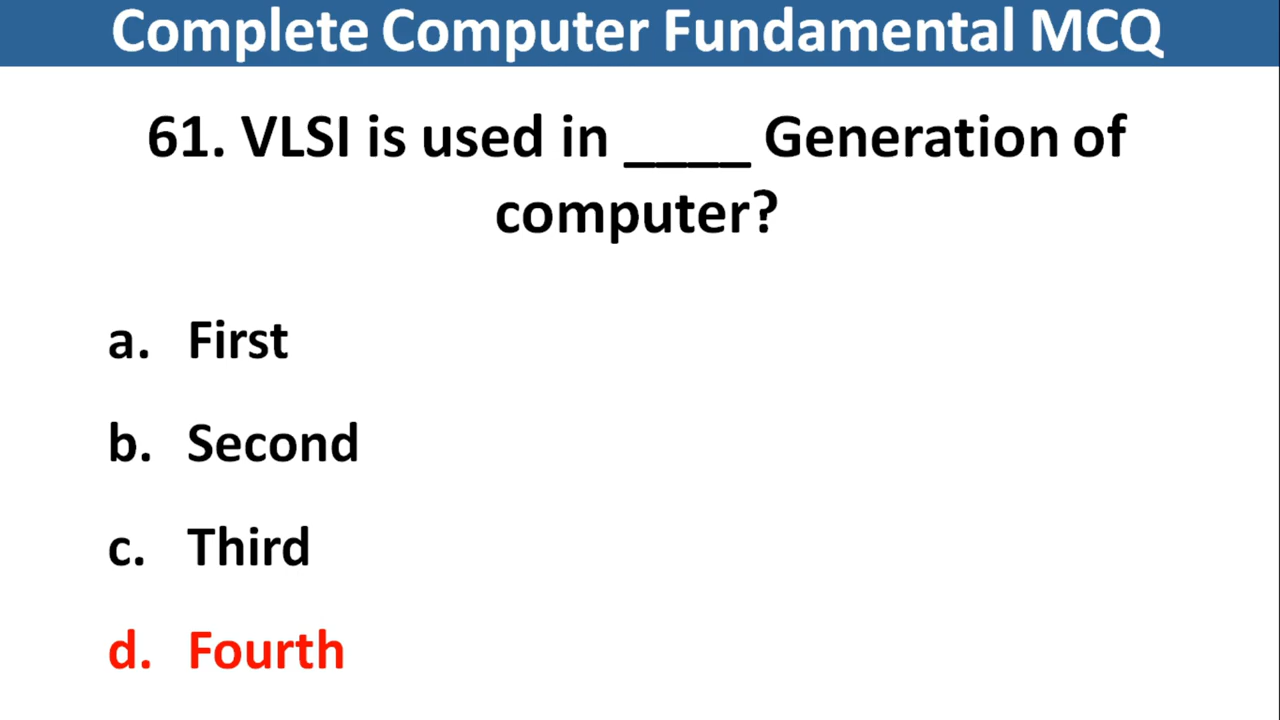 Complete Computer Fundamental MCQ
61. VLSI is used in ____ Generation of
computer?
a. First
b. Second
c. Third
d. Fourth